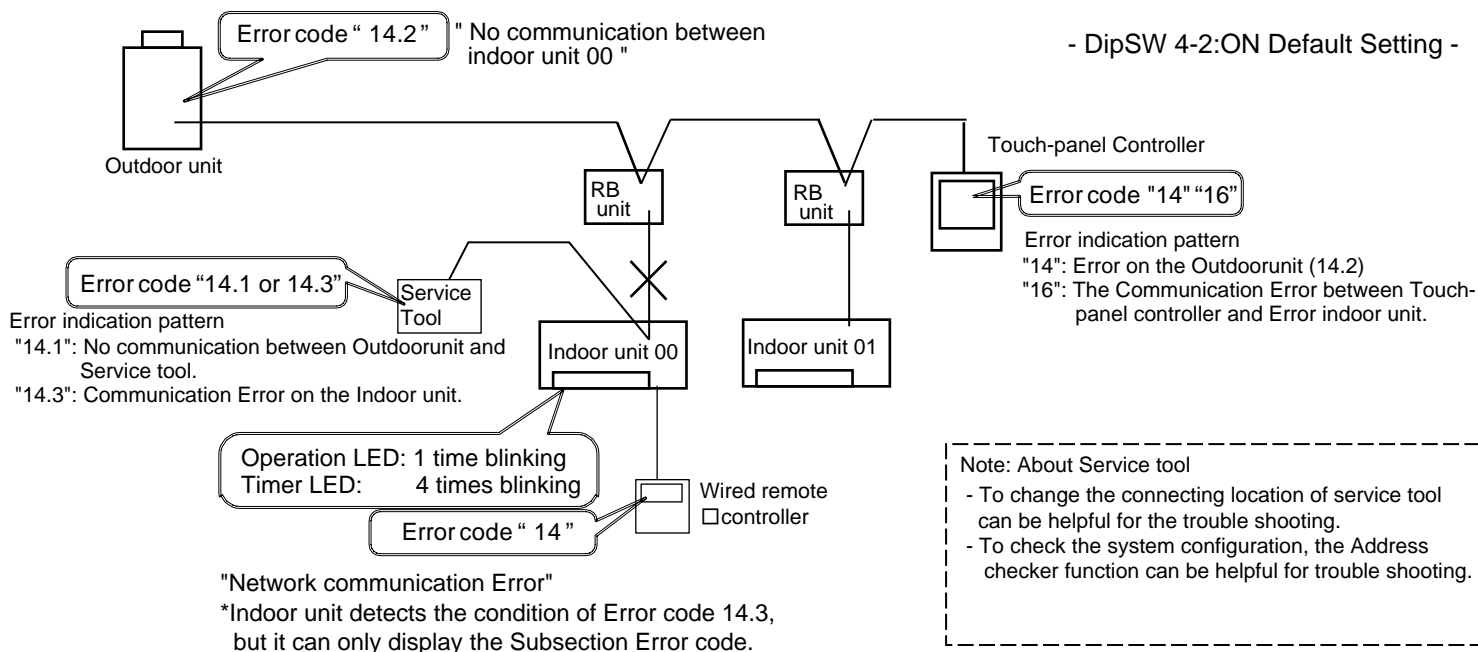 Error code “ 14.2”
" No communication between
indoor unit 00 "
- DipSW 4-2:ON Default Setting -
Outdoor unit
RB
unit
RB
unit
Touch-panel Controller
Error code "14" “16”
Error indication pattern
"14": Error on the Outdoorunit (14.2)
"16": The Communication Error between Touch-
panel controller and Error indoor unit.
Error code “14.1 or 14.3”
Service
Tool
Error indication pattern
"14.1": No communication between Outdoorunit and
Service tool.
"14.3": Communication Error on the Indoor unit.
Indoor unit 00
Indoor unit 01
Operation LED: 1 time blinking
Timer LED: 4 times blinking
Wired remote
□controller
Error code “ 14”
"Network communication Error"
*Indoor unit detects the condition of Error code 14.3,
but it can only display the Subsection Error code.
Note: About Service tool
- To change the connecting location of service tool
can be helpful for the trouble shooting.
- To check the system configuration, the Address
checker function can be helpful for trouble shooting.